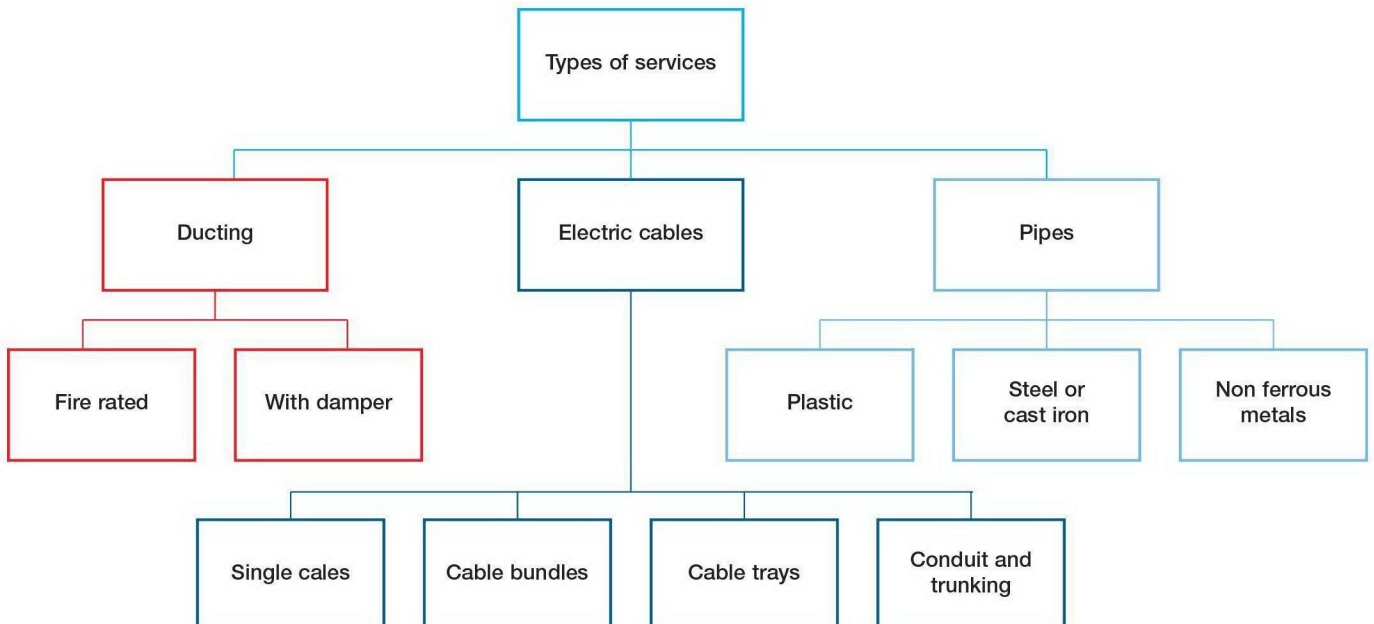 Types of services
Ducting
Electric cables
Pipes
Fire rated
With damper
Plastic
Steel or
cast iron
Non ferrous
metals
Single cales
Cable bundles
Cable trays
Conduit and
trunking